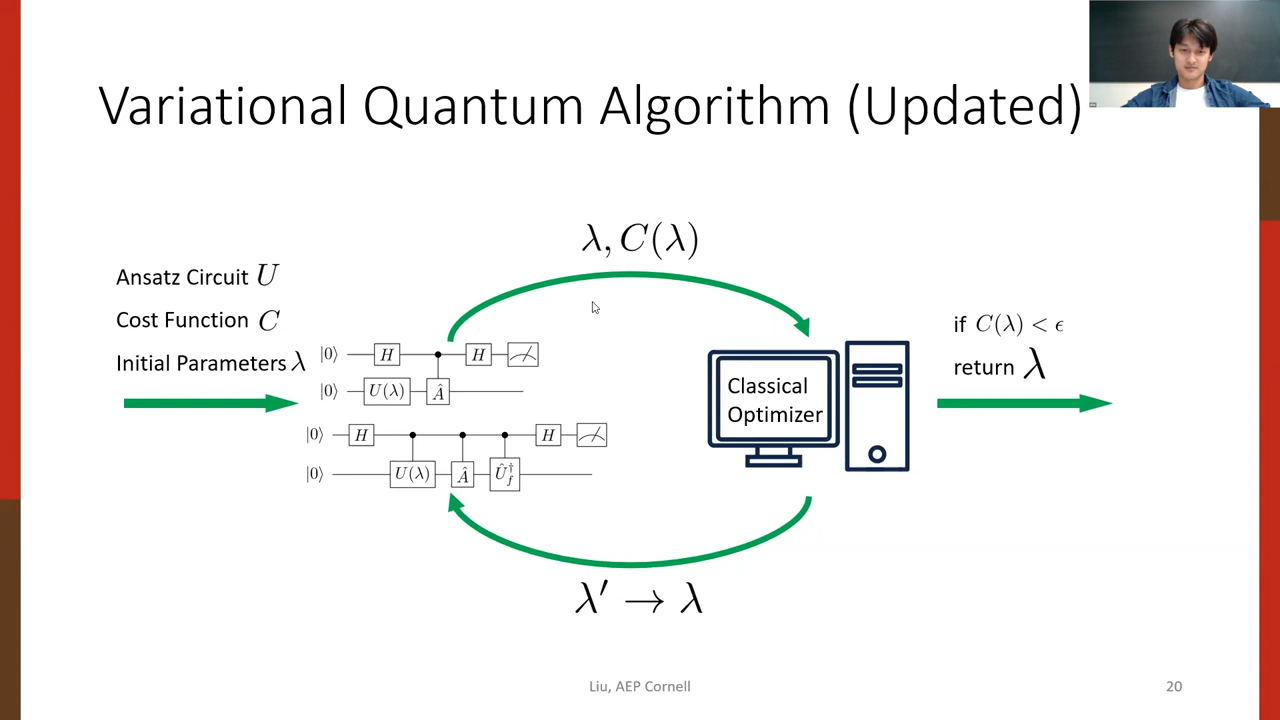 Variational Quantum Algorithm (Updated)
λ, C(λ)
Ansatz Circuit U
Cost Function C
Initial Parameters λ
|0⟩ H H
|0⟩ U(λ) Â
|0⟩ H H
|0⟩ U(λ) Â Û†f
Classical
Optimizer
if C(λ) < ϵ
return λ
λ′ → λ
Liu, AEP Cornell
20